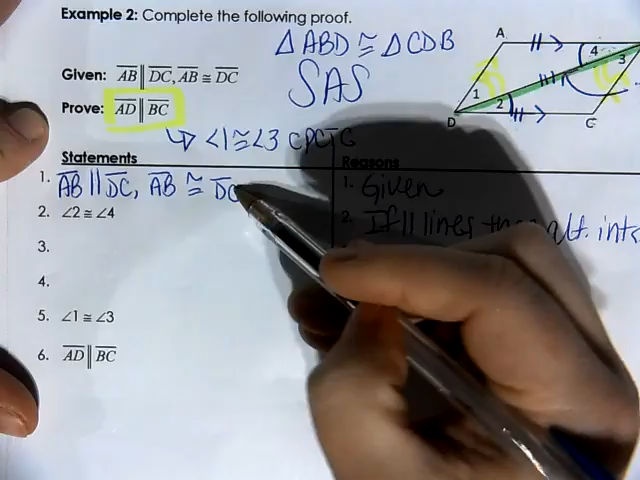 Example 2: Complete the following proof.
△ABD ≅ △CDB
Given: AB ∥ DC, AB ≅ DC
SAS
Prove: AD ∥ BC
↳ ∠1≅∠3 CPCTC
A
4
3
1
2
D
C
Statements
Reasons
1. AB ∥ DC, AB ≅ DC
1. Given
2. ∠2 ≅ ∠4
2. If ∥ lines then alt. int
3.
4.
5. ∠1 ≅ ∠3
6. AD ∥ BC